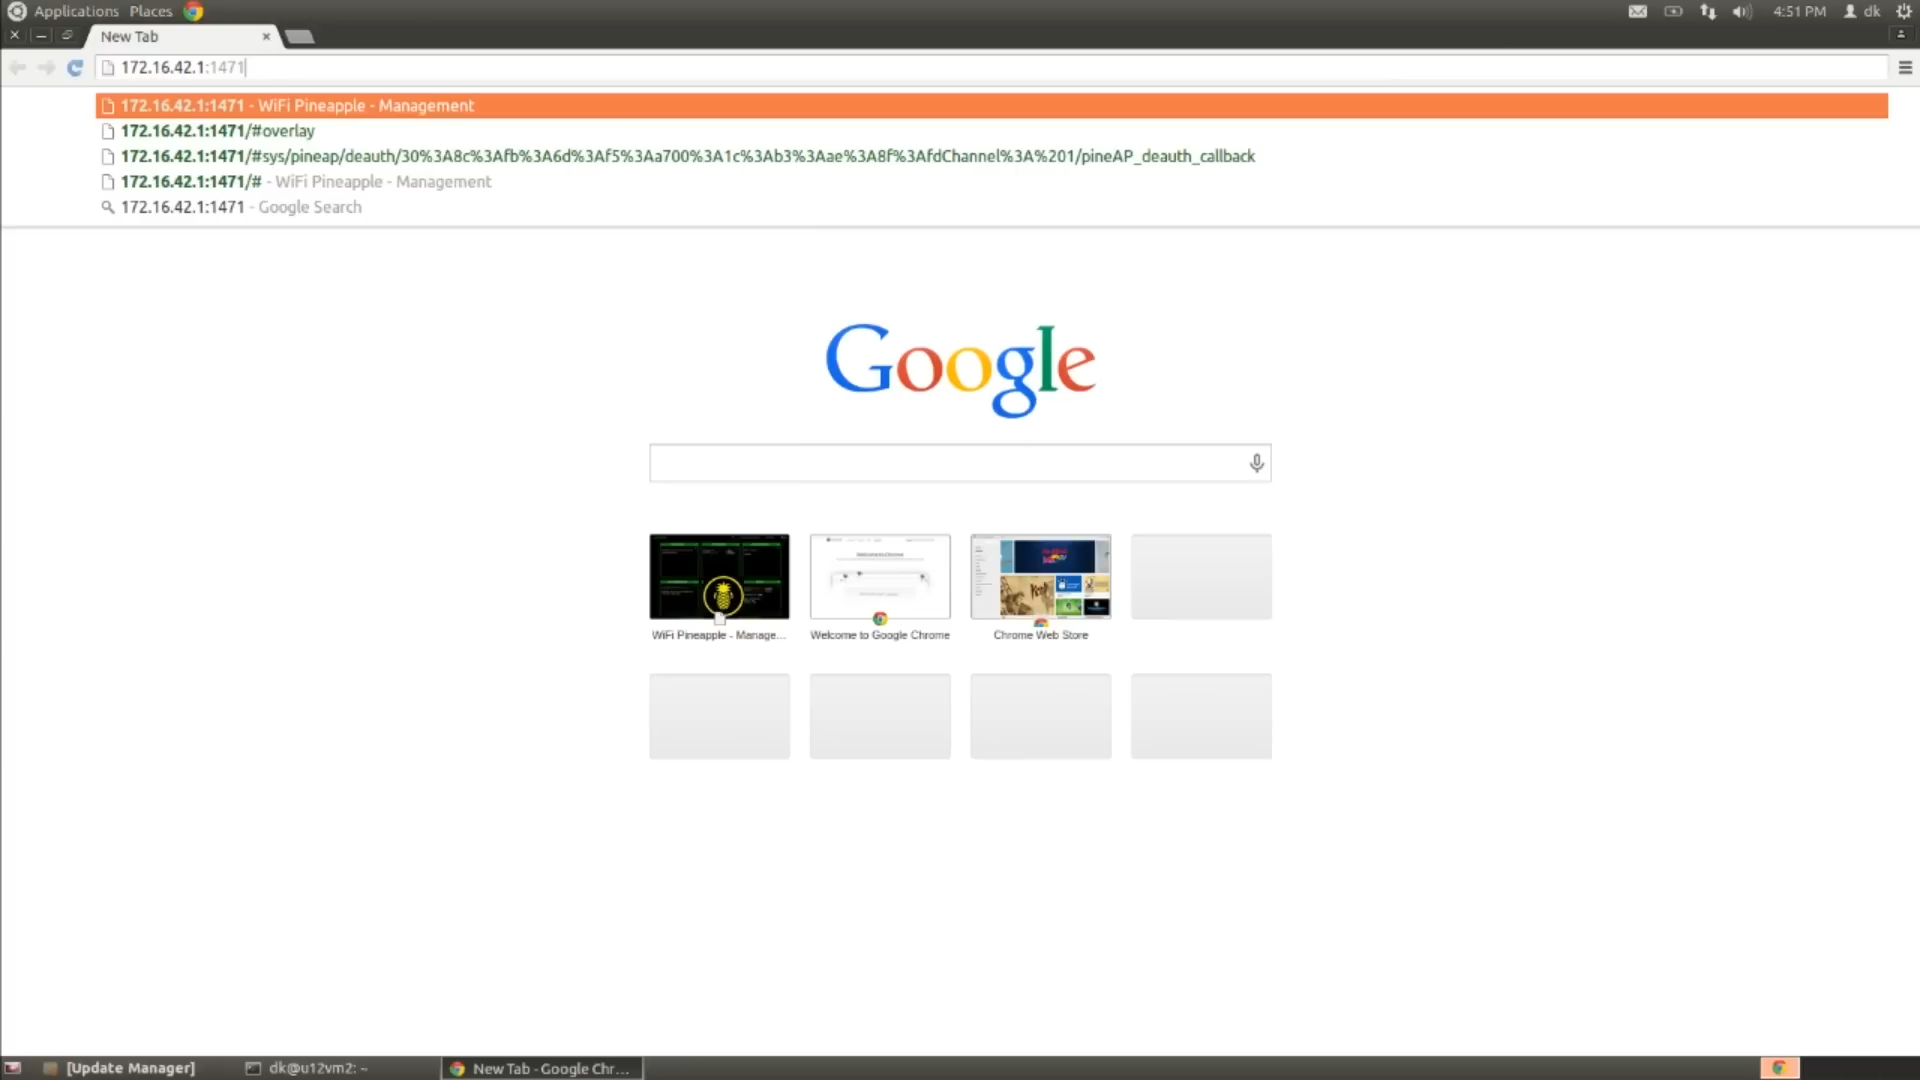 Applications Places 4:51 PM dk
New Tab
172.16.42.1:1471
172.16.42.1:1471 - WiFi Pineapple - Management
172.16.42.1:1471/#overlay
172.16.42.1:1471/#sys/pineap/deauth/30%3A8c%3Afb%3A6d%3Af5%3Aa700%3A1c%3Ab3%3Aae%3A8f%3AfdChannel%3A%201/pineAP_deauth_callback
172.16.42.1:1471/# - WiFi Pineapple - Management
172.16.42.1:1471 - Google Search
Google
WiFi Pineapple - Manage... Welcome to Google Chrome Chrome Web Store
[Update Manager] dk@u12vm2: ~ New Tab - Google Chr...